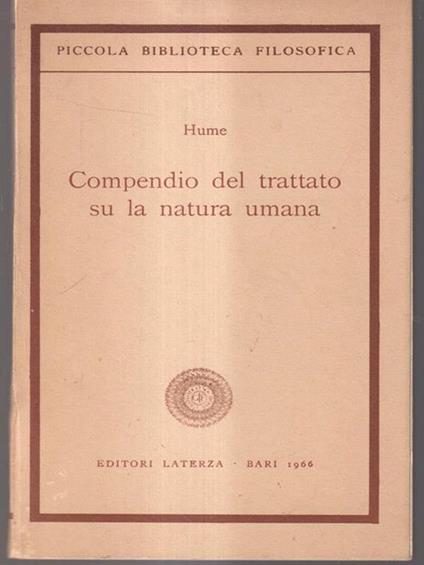 PICCOLA BIBLIOTECA FILOSOFICA
Hume
Compendio del trattato
su la natura umana
EDITORI LATERZA · BARI 1966